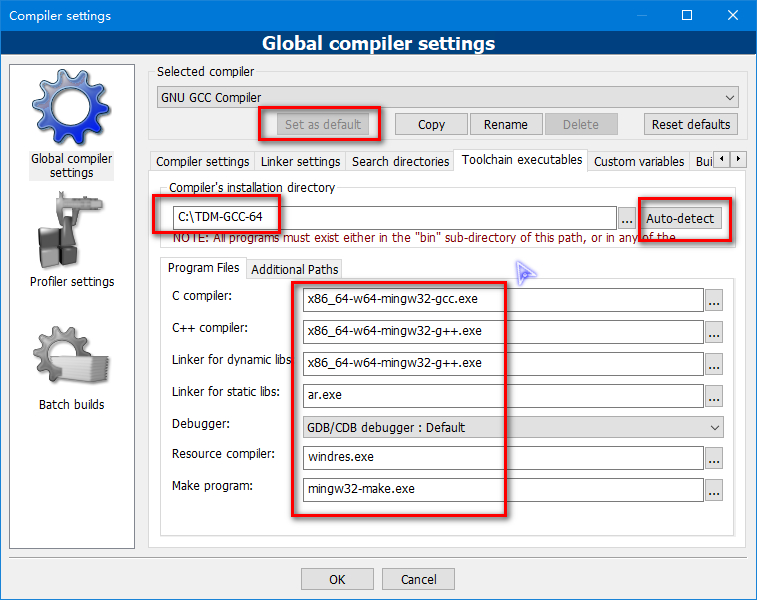 Compiler settings
Global compiler settings
Global compiler
settings
Profiler settings
Batch builds
Selected compiler
GNU GCC Compiler
Set as default
Copy
Rename
Delete
Reset defaults
Compiler settings
Linker settings
Search directories
Toolchain executables
Custom variables
Bui
Compiler's installation directory
C:\TDM-GCC-64
...
Auto-detect
NOTE: All programs must exist either in the "bin" sub-directory of this path, or in any of the
Program Files
Additional Paths
C compiler:
x86_64-w64-mingw32-gcc.exe
...
C++ compiler:
x86_64-w64-mingw32-g++.exe
...
Linker for dynamic libs
x86_64-w64-mingw32-g++.exe
...
Linker for static libs:
ar.exe
...
Debugger:
GDB/CDB debugger : Default
Resource compiler:
windres.exe
...
Make program:
mingw32-make.exe
...
OK
Cancel